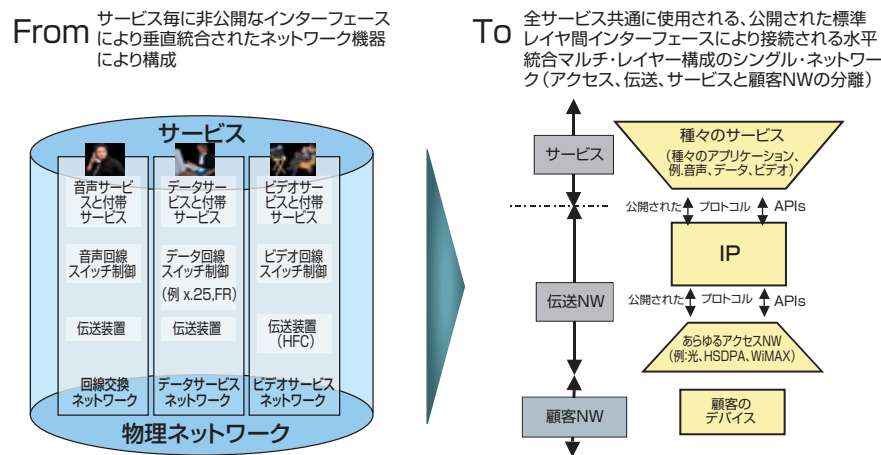 From
サービス毎に非公開なインターフェース
により垂直統合されたネットワーク機器
により構成
To
全サービス共通に使用される、公開された標準
レイヤ間インターフェースにより接続される水平
統合マルチ・レイヤー構成のシングル・ネットワー
ク(アクセス、伝送、サービスと顧客NWの分離)
サービス
音声サービ
スと付帯
サービス
音声回線
スイッチ制御
伝送装置
回線交換
ネットワーク
データサー
ビスと付帯
サービス
データ回線
スイッチ制御
(例 x.25,FR)
伝送装置
データサービス
ネットワーク
ビデオサー
ビスと付帯
サービス
ビデオ回線
スイッチ制御
伝送装置
(HFC)
ビデオサービス
ネットワーク
物理ネットワーク
サービス
伝送NW
顧客NW
種々のサービス
(種々のアプリケーション、
例.音声、データ、ビデオ)
公開された プロトコル APIs
IP
公開された プロトコル APIs
あらゆるアクセスNW
(例:光、HSDPA、WiMAX)
顧客の
デバイス